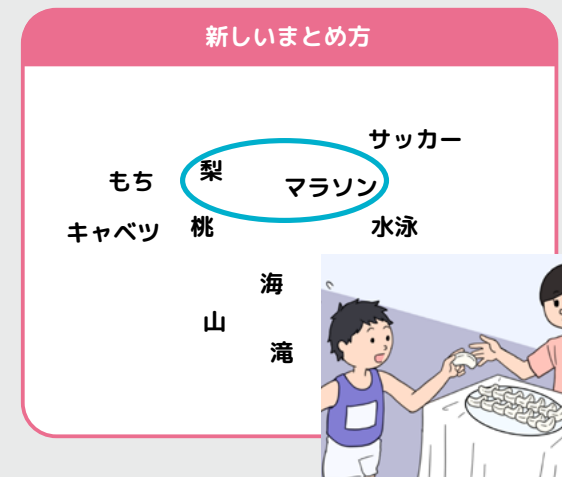 新しいまとめ方
サッカー
もち
梨
マラソン
キャベツ
桃
水泳
海
山
滝